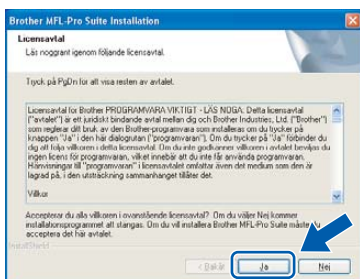 Brother MFL-Pro Suite Installation
Licensavtal
Läs noggrant igenom följande licensavtal.
Tryck på PgDn för att visa resten av avtalet.
Licensavtal för Brother PROGRAMVARA VIKTIGT - LÄS NOGA: Detta licensavtal
("avtalet") är ett juridiskt bindande avtal mellan dig och Brother Industries, Ltd. ("Brother")
som reglerar ditt bruk av den Brother-programvara som installeras om du trycker på
knappen "Ja" i den här dialogrutan ("programvaran"). Om du trycker på "Ja" förbinder du
dig att följa villkoren i detta licensavtal. Om du inte godkänner villkoren i avtalet beviljas du
ingen licens för programvaran, vilket innebär att du inte får använda programvaran.
Hänvisningar till "programvaran" i licensavtalet omfattar även det medium som den är
lagrad på, i den utsträckning sammanhanget tillåter det.
Villkor
Accepterar du alla villkoren i ovanstående licensavtal? Om du väljer Nej kommer
installationsprogrammet att stängas. Om du vill installera Brother MFL-Pro Suite måste du
acceptera det här avtalet.
InstallShield
< Bakåt
Ja
Nej